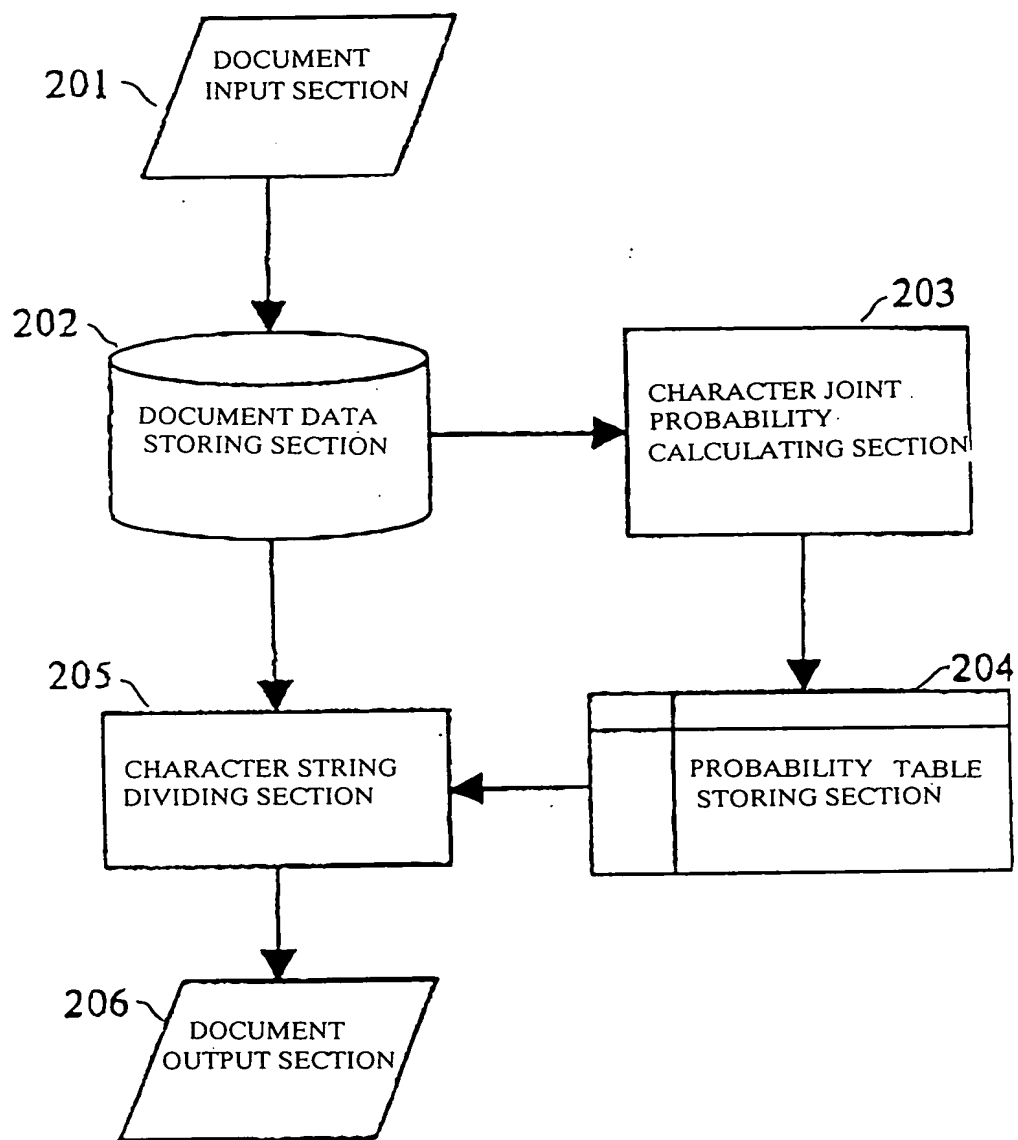 201
DOCUMENT
INPUT SECTION
202
DOCUMENT DATA
STORING SECTION
203
CHARACTER JOINT
PROBABILITY
CALCULATING SECTION
204
PROBABILITY TABLE
STORING SECTION
205
CHARACTER STRING
DIVIDING SECTION
206
DOCUMENT
OUTPUT SECTION